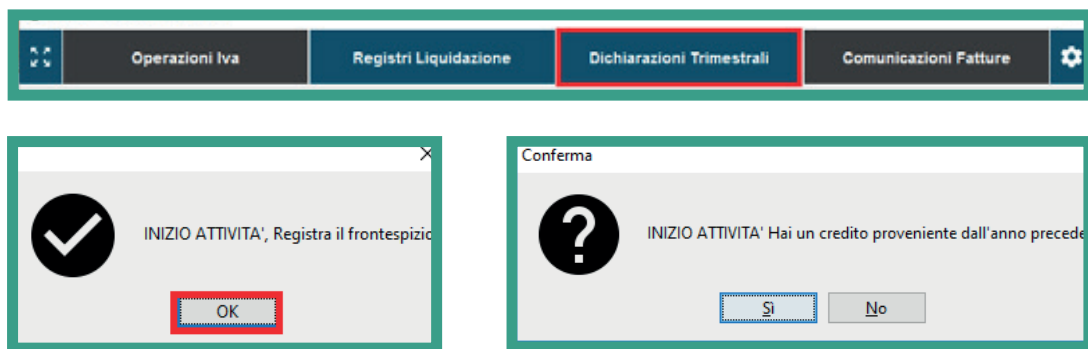 Operazioni Iva Registri Liquidazione Dichiarazioni Trimestrali Comunicazioni Fatture
INIZIO ATTIVITA', Registra il frontespizio
OK
Conferma
INIZIO ATTIVITA' Hai un credito proveniente dall'anno precede
Sì No